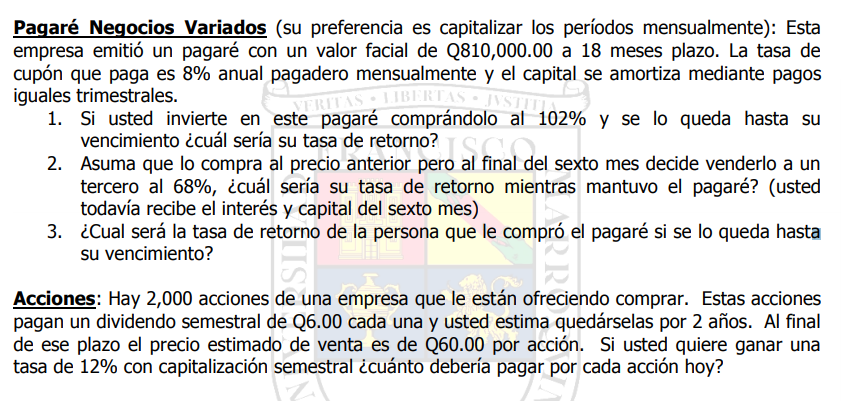 Pagaré Negocios Variados (su preferencia es capitalizar los períodos mensualmente): Esta
empresa emitió un pagaré con un valor facial de Q810,000.00 a 18 meses plazo. La tasa de
cupón que paga es 8% anual pagadero mensualmente y el capital se amortiza mediante pagos
iguales trimestrales.
VERITAS • LIBERTAS • JVSTITIA
1. Si usted invierte en este pagaré comprándolo al 102% y se lo queda hasta su
vencimiento ¿cuál sería su tasa de retorno?
2. Asuma que lo compra al precio anterior pero al final del sexto mes decide venderlo a un
tercero al 68%, ¿cuál sería su tasa de retorno mientras mantuvo el pagaré? (usted
todavía recibe el interés y capital del sexto mes)
3. ¿Cual será la tasa de retorno de la persona que le compró el pagaré si se lo queda hasta
su vencimiento?
Acciones: Hay 2,000 acciones de una empresa que le están ofreciendo comprar. Estas acciones
pagan un dividendo semestral de Q6.00 cada una y usted estima quedárselas por 2 años. Al final
de ese plazo el precio estimado de venta es de Q60.00 por acción. Si usted quiere ganar una
tasa de 12% con capitalización semestral ¿cuánto debería pagar por cada acción hoy?